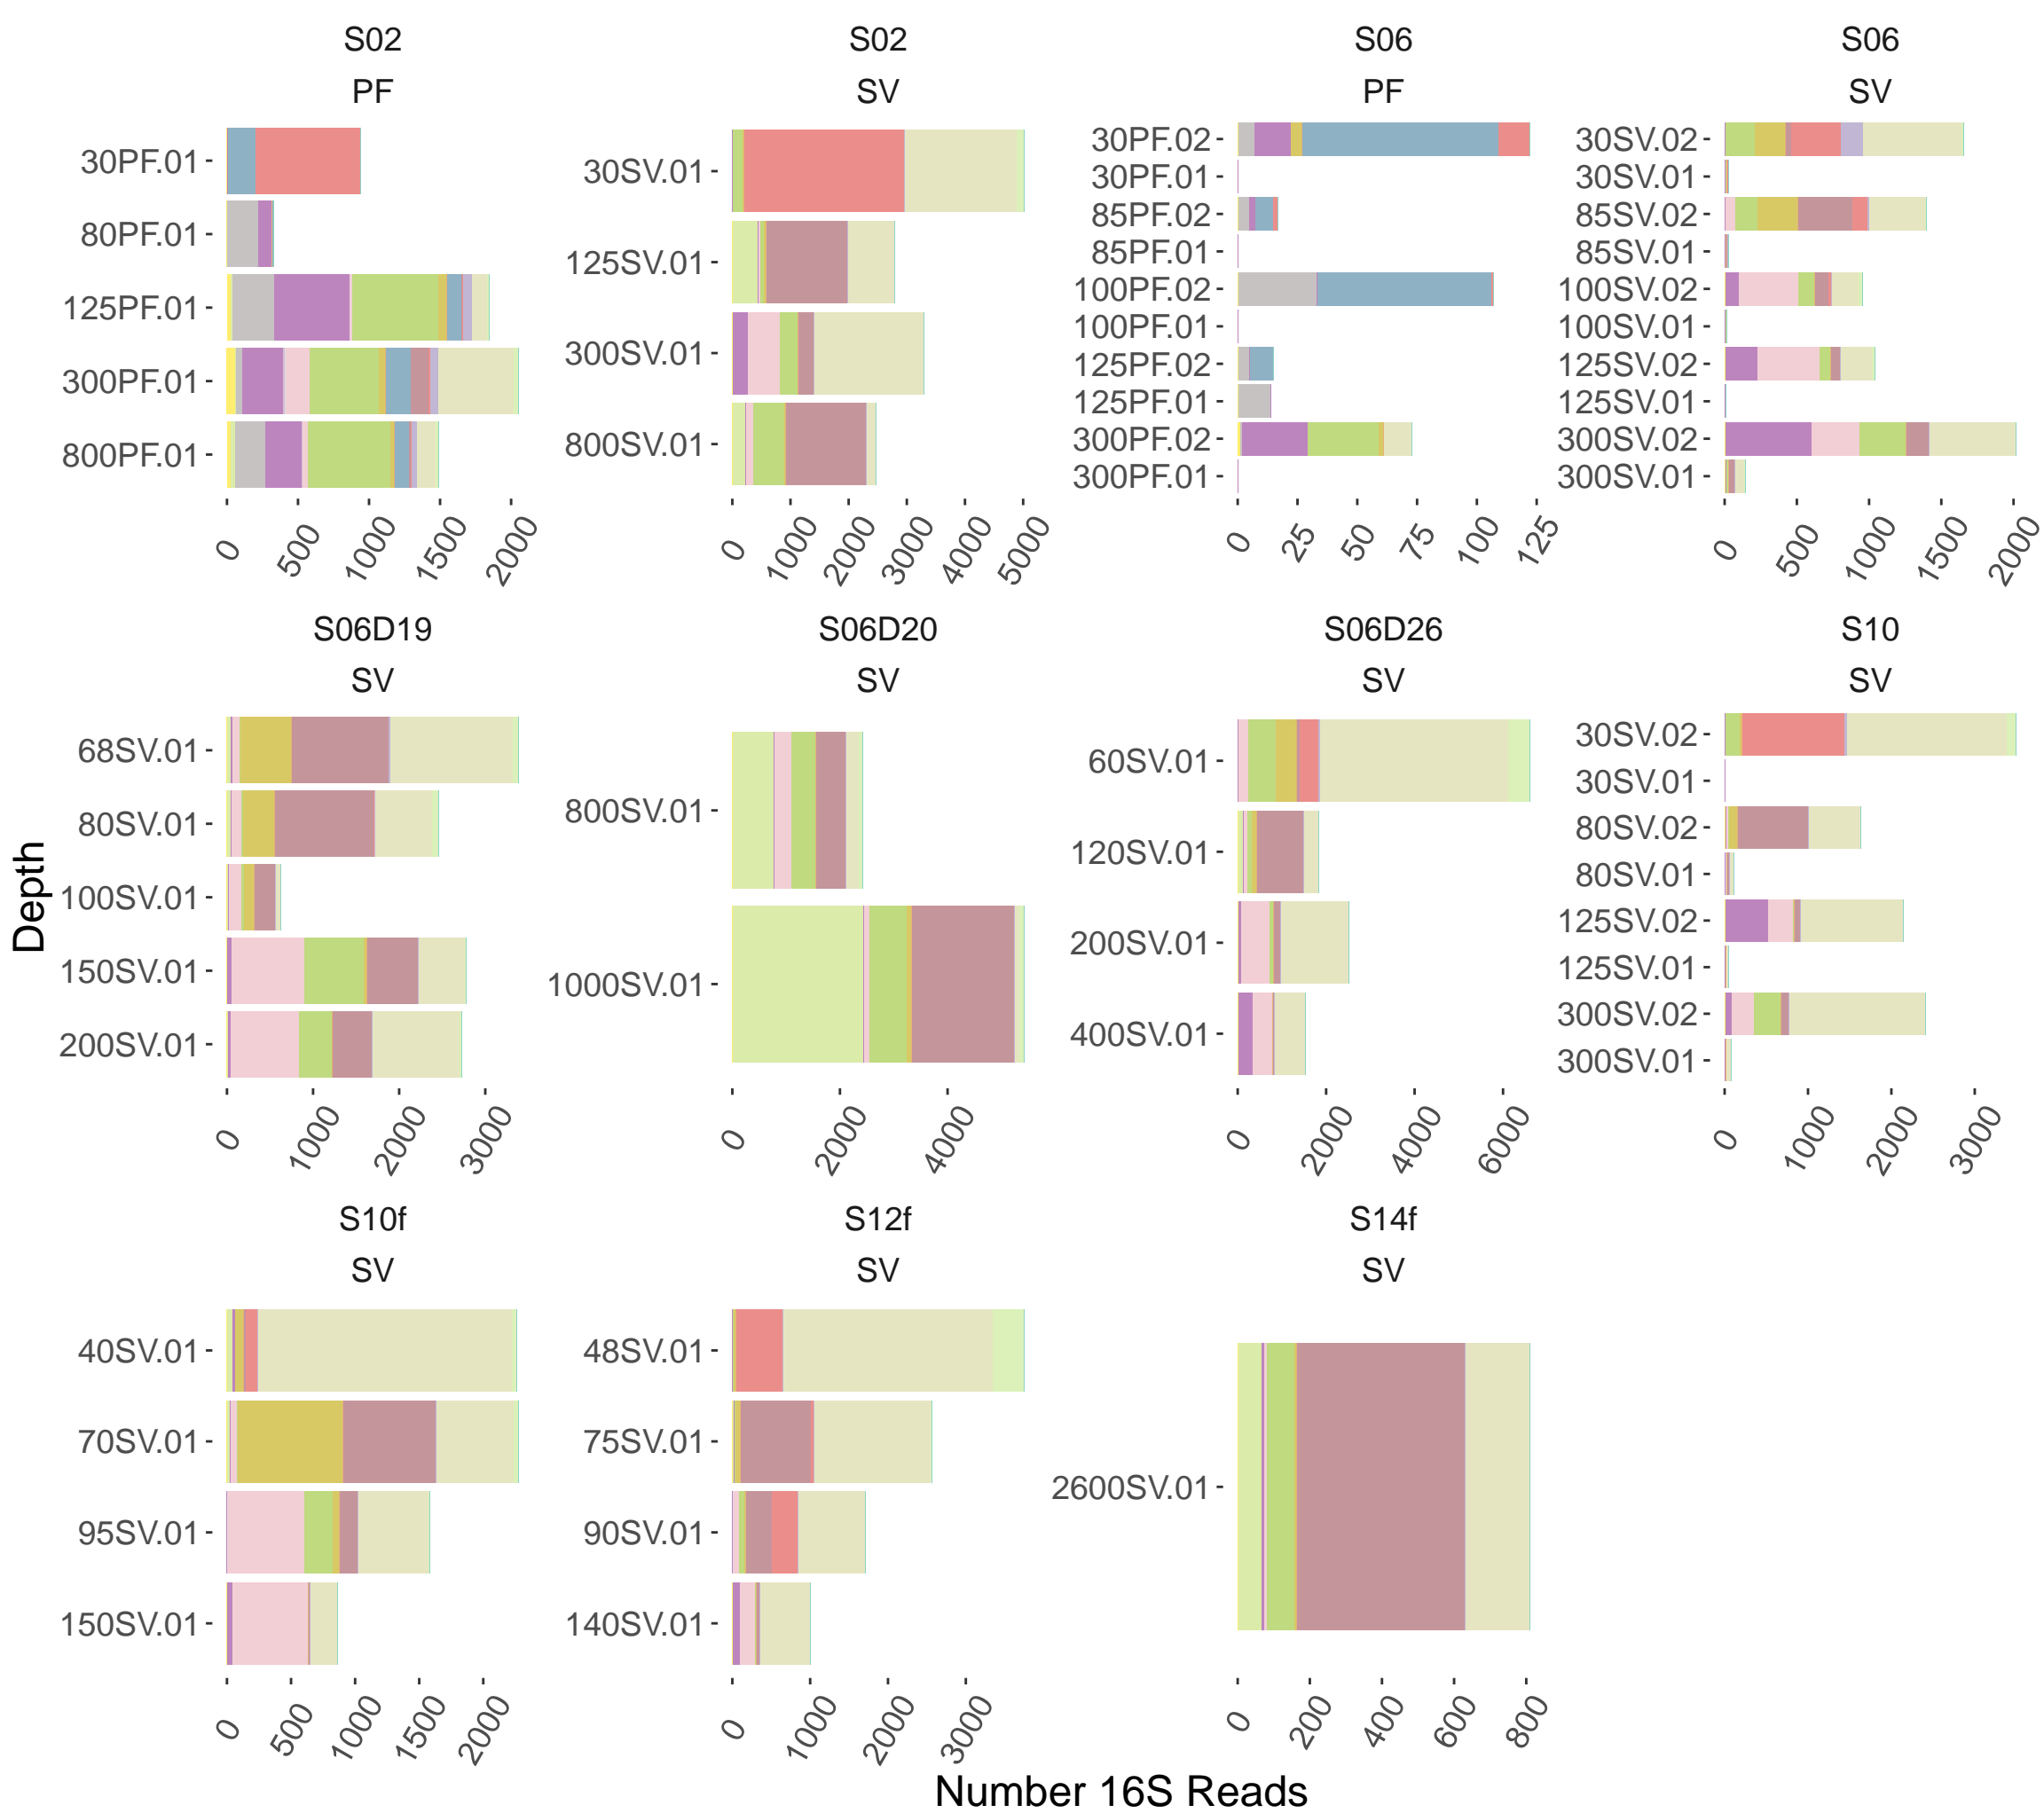 S02
PF
30PF.01
80PF.01
125PF.01
300PF.01
800PF.01
0 500 1000 1500 2000
S02
SV
30SV.01
125SV.01
300SV.01
800SV.01
0 1000 2000 3000 4000 5000
S06
PF
30PF.02
30PF.01
85PF.02
85PF.01
100PF.02
100PF.01
125PF.02
125PF.01
300PF.02
300PF.01
0 25 50 75 100 125
S06
SV
30SV.02
30SV.01
85SV.02
85SV.01
100SV.02
100SV.01
125SV.02
125SV.01
300SV.02
300SV.01
0 500 1000 1500 2000
Depth
S06D19
SV
68SV.01
80SV.01
100SV.01
150SV.01
200SV.01
0 1000 2000 3000
S06D20
SV
800SV.01
1000SV.01
0 2000 4000
S06D26
SV
60SV.01
120SV.01
200SV.01
400SV.01
0 2000 4000 6000
S10
SV
30SV.02
30SV.01
80SV.02
80SV.01
125SV.02
125SV.01
300SV.02
300SV.01
0 1000 2000 3000
S10f
SV
40SV.01
70SV.01
95SV.01
150SV.01
0 500 1000 1500 2000
S12f
SV
48SV.01
75SV.01
90SV.01
140SV.01
0 1000 2000 3000
S14f
SV
2600SV.01
0 200 400 600 800
Number 16S Reads